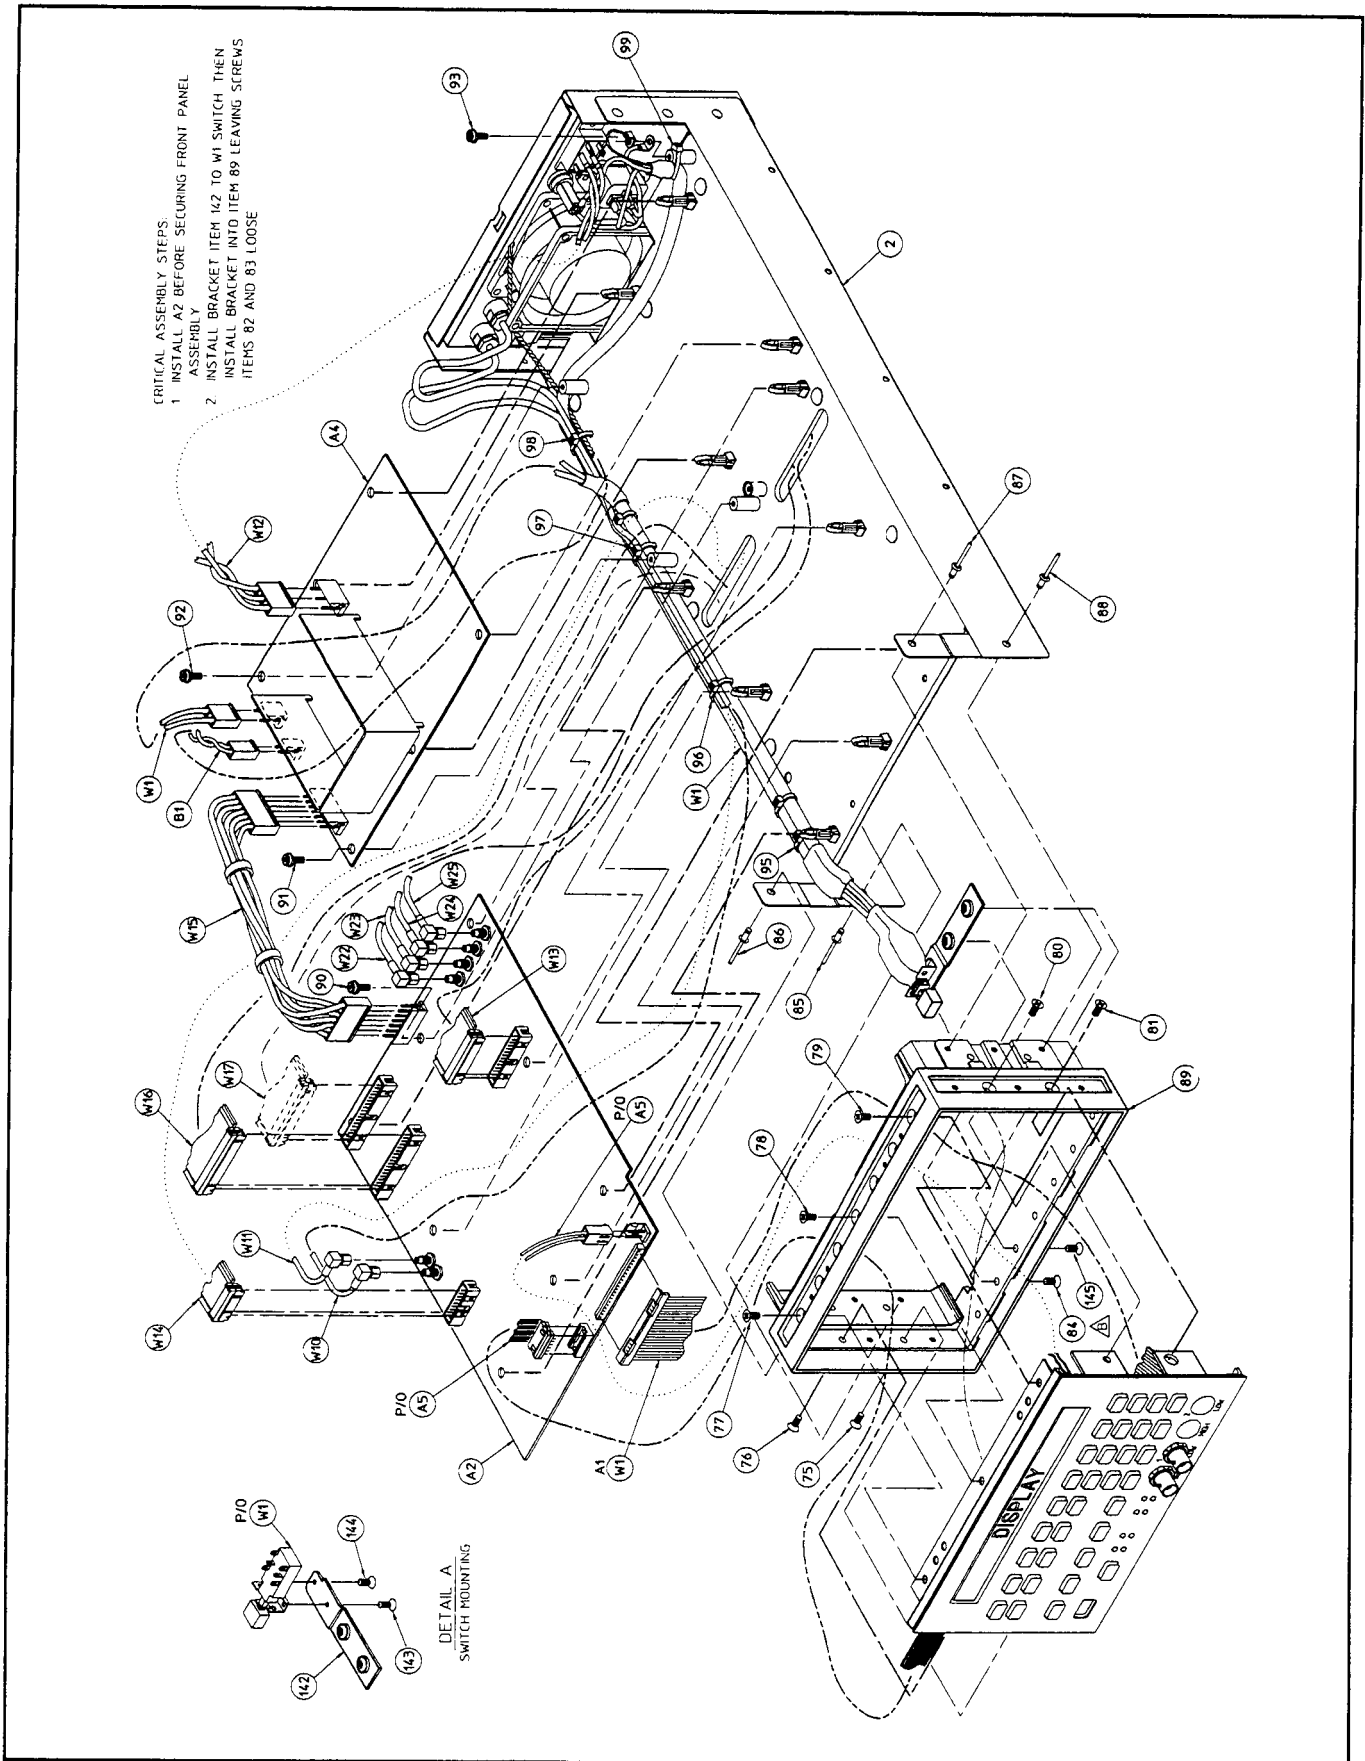 CRITICAL ASSEMBLY STEPS:
1 INSTALL A2 BEFORE SECURING FRONT PANEL
ASSEMBLY
2 INSTALL BRACKET ITEM 142 TO W1 SWITCH THEN
INSTALL BRACKET INTO ITEM 89 LEAVING SCREWS
ITEMS 82 AND 83 LOOSE
99
93
2
A4
98
W12
97
87
92
88
W1
B1
96
W1
91
95
W15
W25
W24
W23
W22
90
W13
86
85
80
81
W17
W16
79
89
P/O
A5
78
W11
W14
W10
145
84
B
P/O
A5
77
76
75
A2
A1
W1
DISPLAY
P/O
W1
144
143
142
DETAIL A
SWITCH MOUNTING